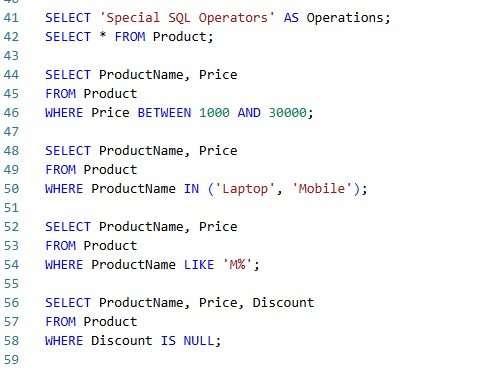 41 SELECT 'Special SQL Operators' AS Operations;
42 SELECT * FROM Product;
43
44 SELECT ProductName, Price
45 FROM Product
46 WHERE Price BETWEEN 1000 AND 30000;
47
48 SELECT ProductName, Price
49 FROM Product
50 WHERE ProductName IN ('Laptop', 'Mobile');
51
52 SELECT ProductName, Price
53 FROM Product
54 WHERE ProductName LIKE 'M%';
55
56 SELECT ProductName, Price, Discount
57 FROM Product
58 WHERE Discount IS NULL;
59